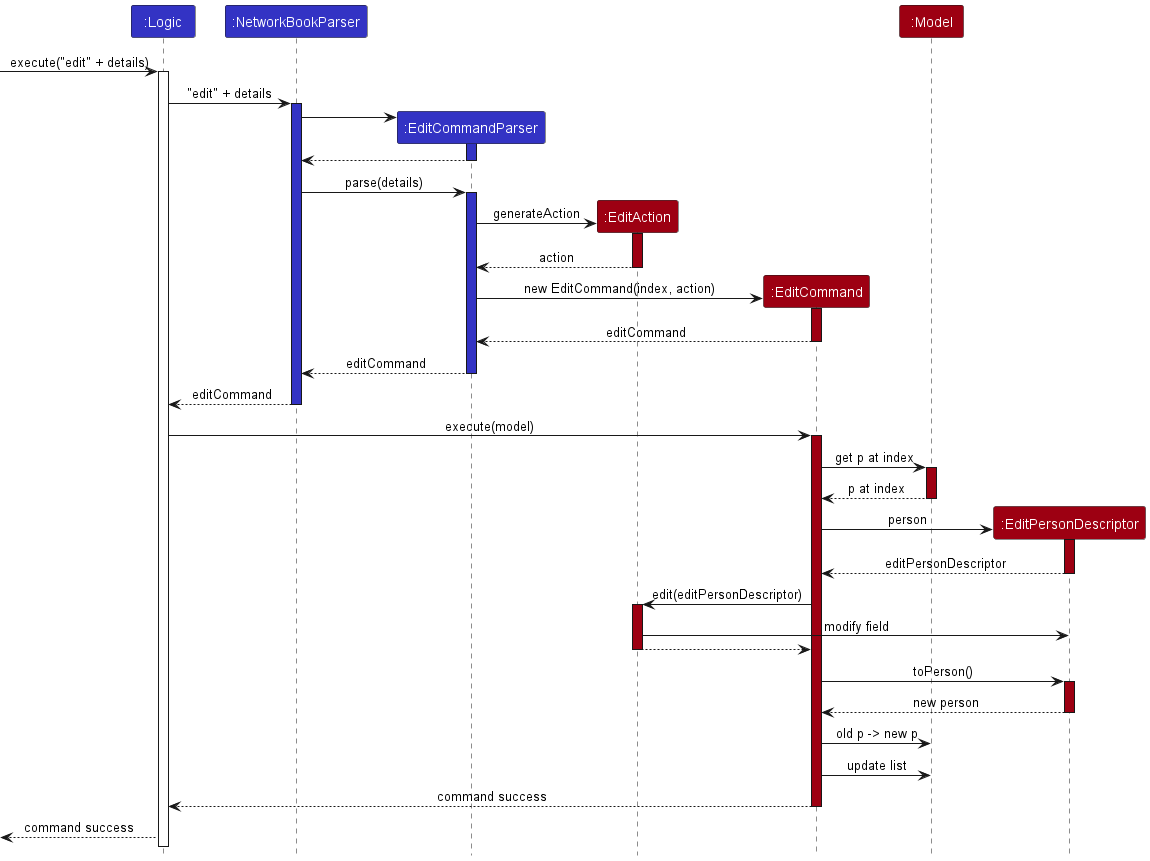 :Logic
:NetworkBookParser
:Model
execute("edit" + details)
"edit" + details
:EditCommandParser
parse(details)
generateAction
:EditAction
action
new EditCommand(index, action)
:EditCommand
editCommand
editCommand
editCommand
execute(model)
get p at index
p at index
person
:EditPersonDescriptor
editPersonDescriptor
edit(editPersonDescriptor)
modify field
toPerson()
new person
old p -> new p
update list
command success
command success